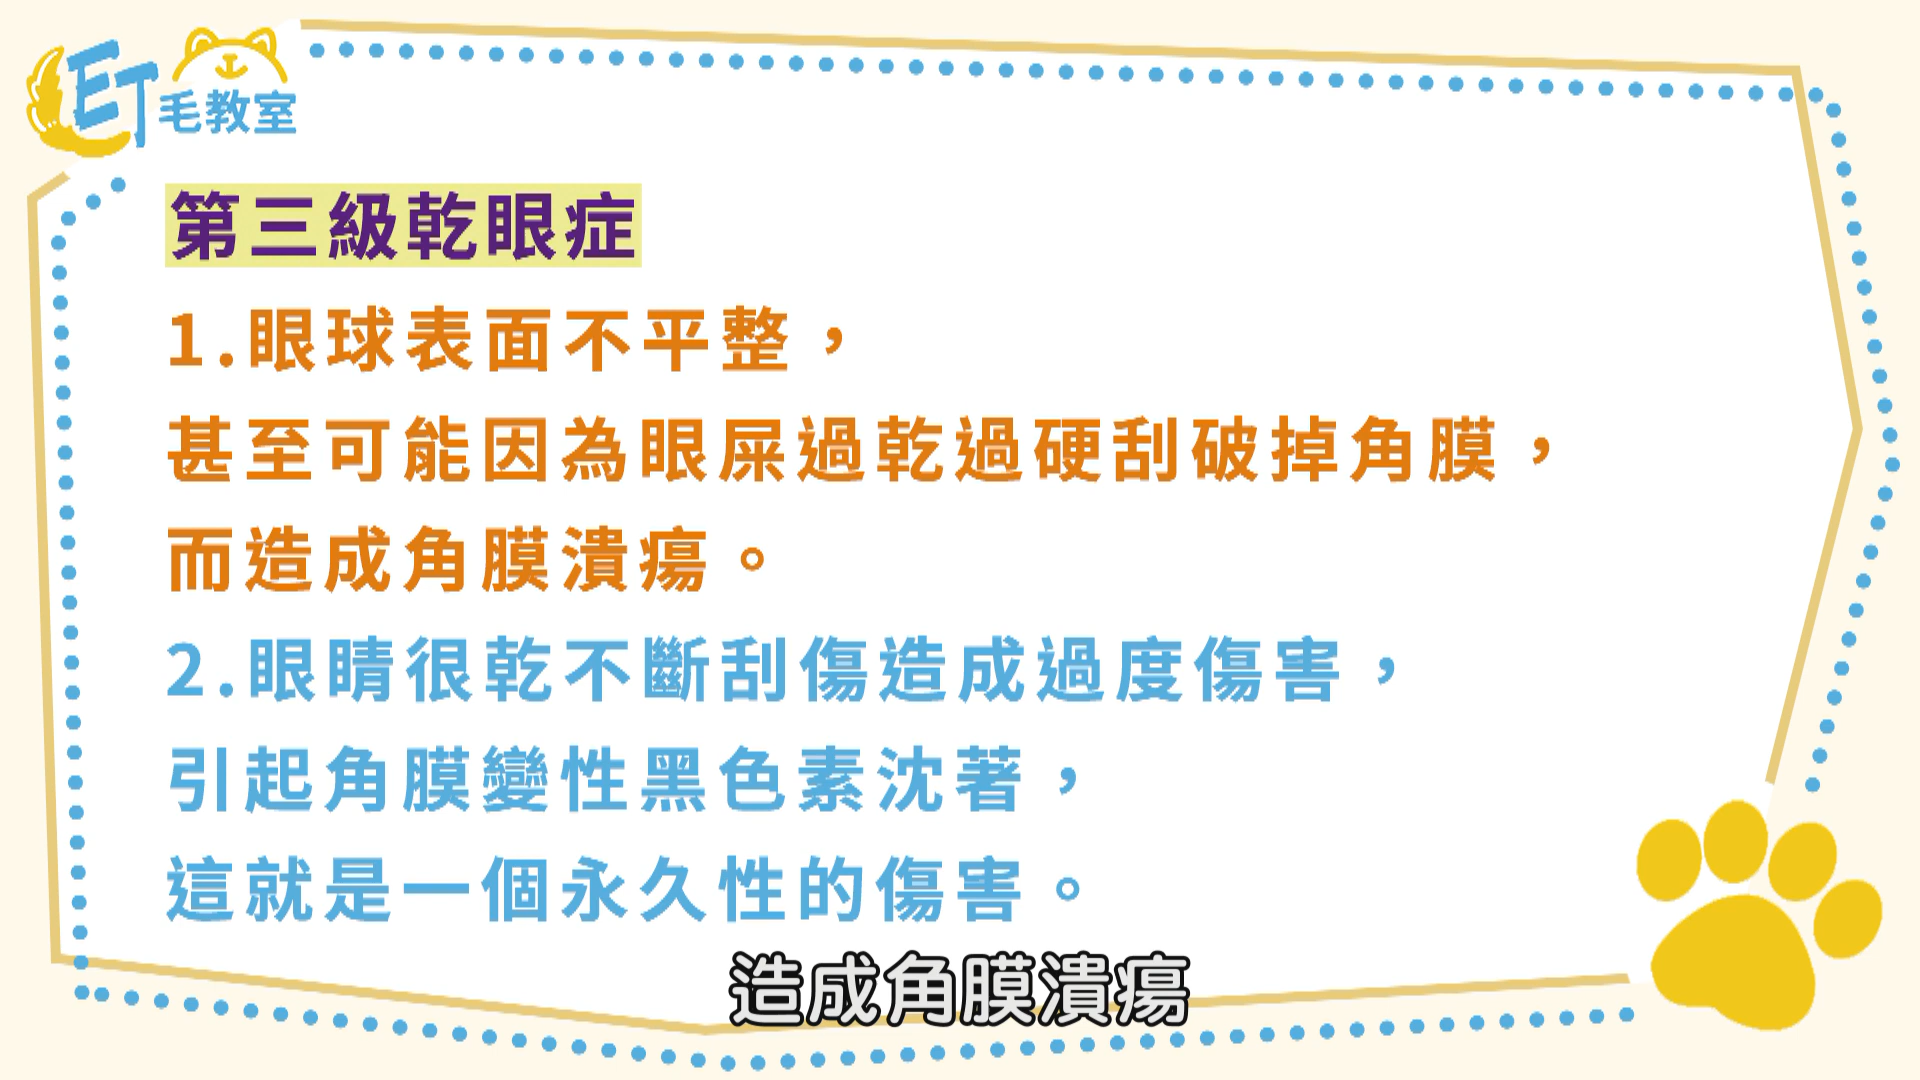 ET毛教室
第三級乾眼症
1.眼球表面不平整，
甚至可能因為眼屎過乾過硬刮破掉角膜，
而造成角膜潰瘍。
2.眼睛很乾不斷刮傷造成過度傷害，
引起角膜變性黑色素沈著，
這就是一個永久性的傷害。
造成角膜潰瘍